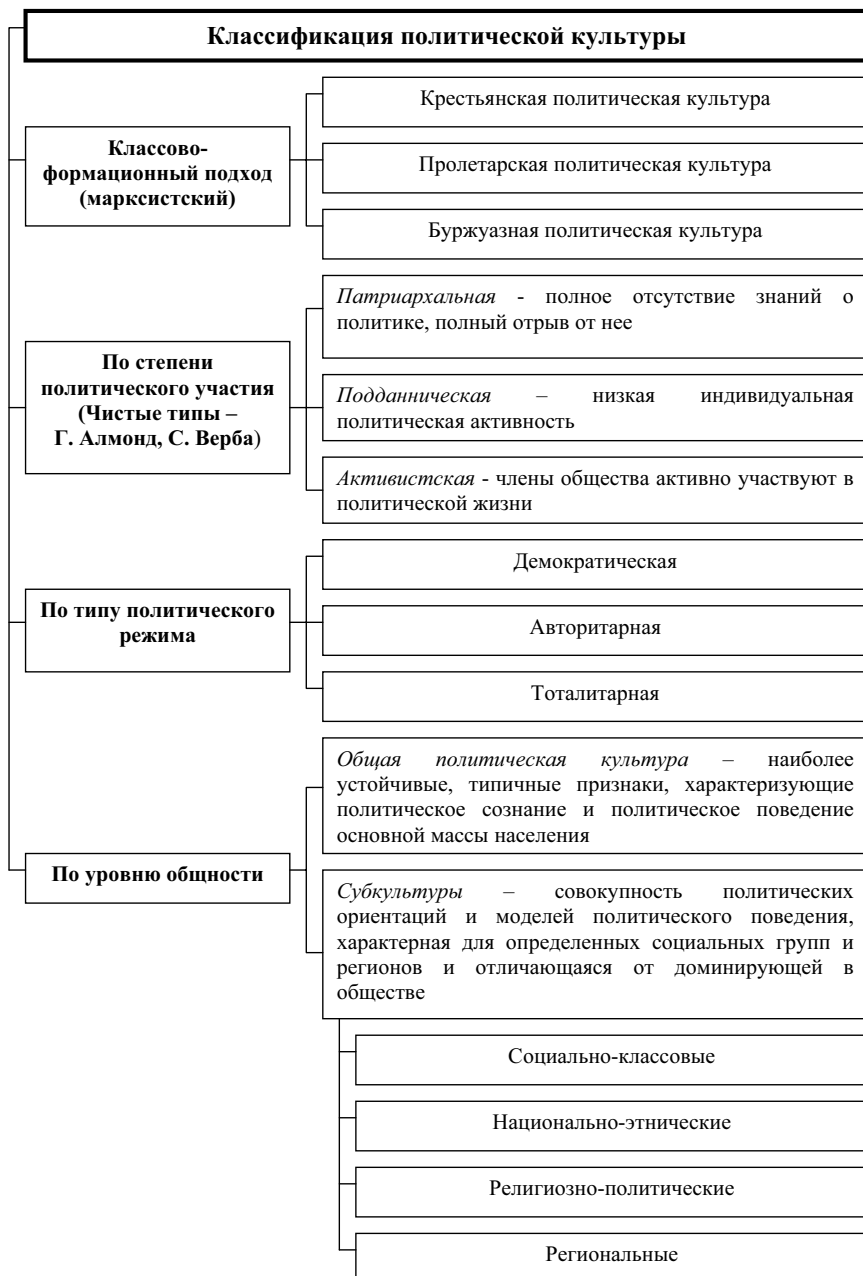 Классификация политической культуры
Классово-
формационный подход
(марксистский)
Крестьянская политическая культура
Пролетарская политическая культура
Буржуазная политическая культура
По степени
политического участия
(Чистые типы –
Г. Алмонд, С. Верба)
Патриархальная - полное отсутствие знаний о
политике, полный отрыв от нее
Подданническая – низкая индивидуальная
политическая активность
Активистская - члены общества активно участвуют в
политической жизни
По типу политического
режима
Демократическая
Авторитарная
Тоталитарная
По уровню общности
Общая политическая культура – наиболее
устойчивые, типичные признаки, характеризующие
политическое сознание и политическое поведение
основной массы населения
Субкультуры – совокупность политических
ориентаций и моделей политического поведения,
характерная для определенных социальных групп и
регионов и отличающаяся от доминирующей в
обществе
Социально-классовые
Национально-этнические
Религиозно-политические
Региональные